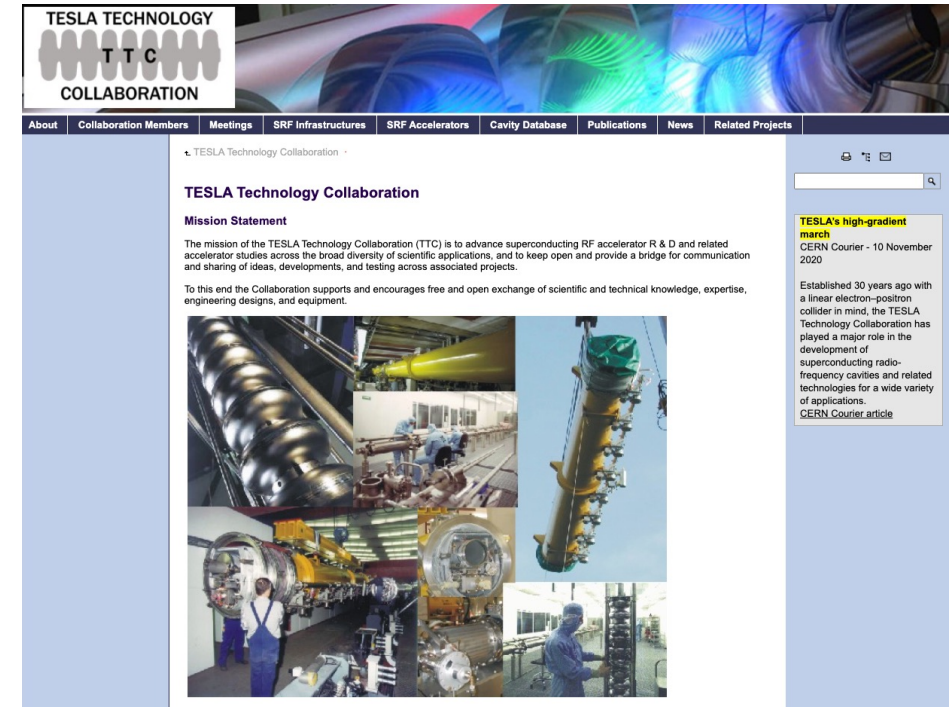 TESLA TECHNOLOGY
T T C
COLLABORATION
About
Collaboration Members
Meetings
SRF Infrastructures
SRF Accelerators
Cavity Database
Publications
News
Related Projects
TESLA Technology Collaboration
TESLA Technology Collaboration
Mission Statement
The mission of the TESLA Technology Collaboration (TTC) is to advance superconducting RF accelerator R & D and related
accelerator studies across the broad diversity of scientific applications, and to keep open and provide a bridge for communication
and sharing of ideas, developments, and testing across associated projects.
To this end the Collaboration supports and encourages free and open exchange of scientific and technical knowledge, expertise,
engineering designs, and equipment.
TESLA's high-gradient
march
CERN Courier - 10 November
2020
Established 30 years ago with
a linear electron–positron
collider in mind, the TESLA
Technology Collaboration has
played a major role in the
development of
superconducting radio-
frequency cavities and related
technologies for a wide variety
of applications.
CERN Courier article